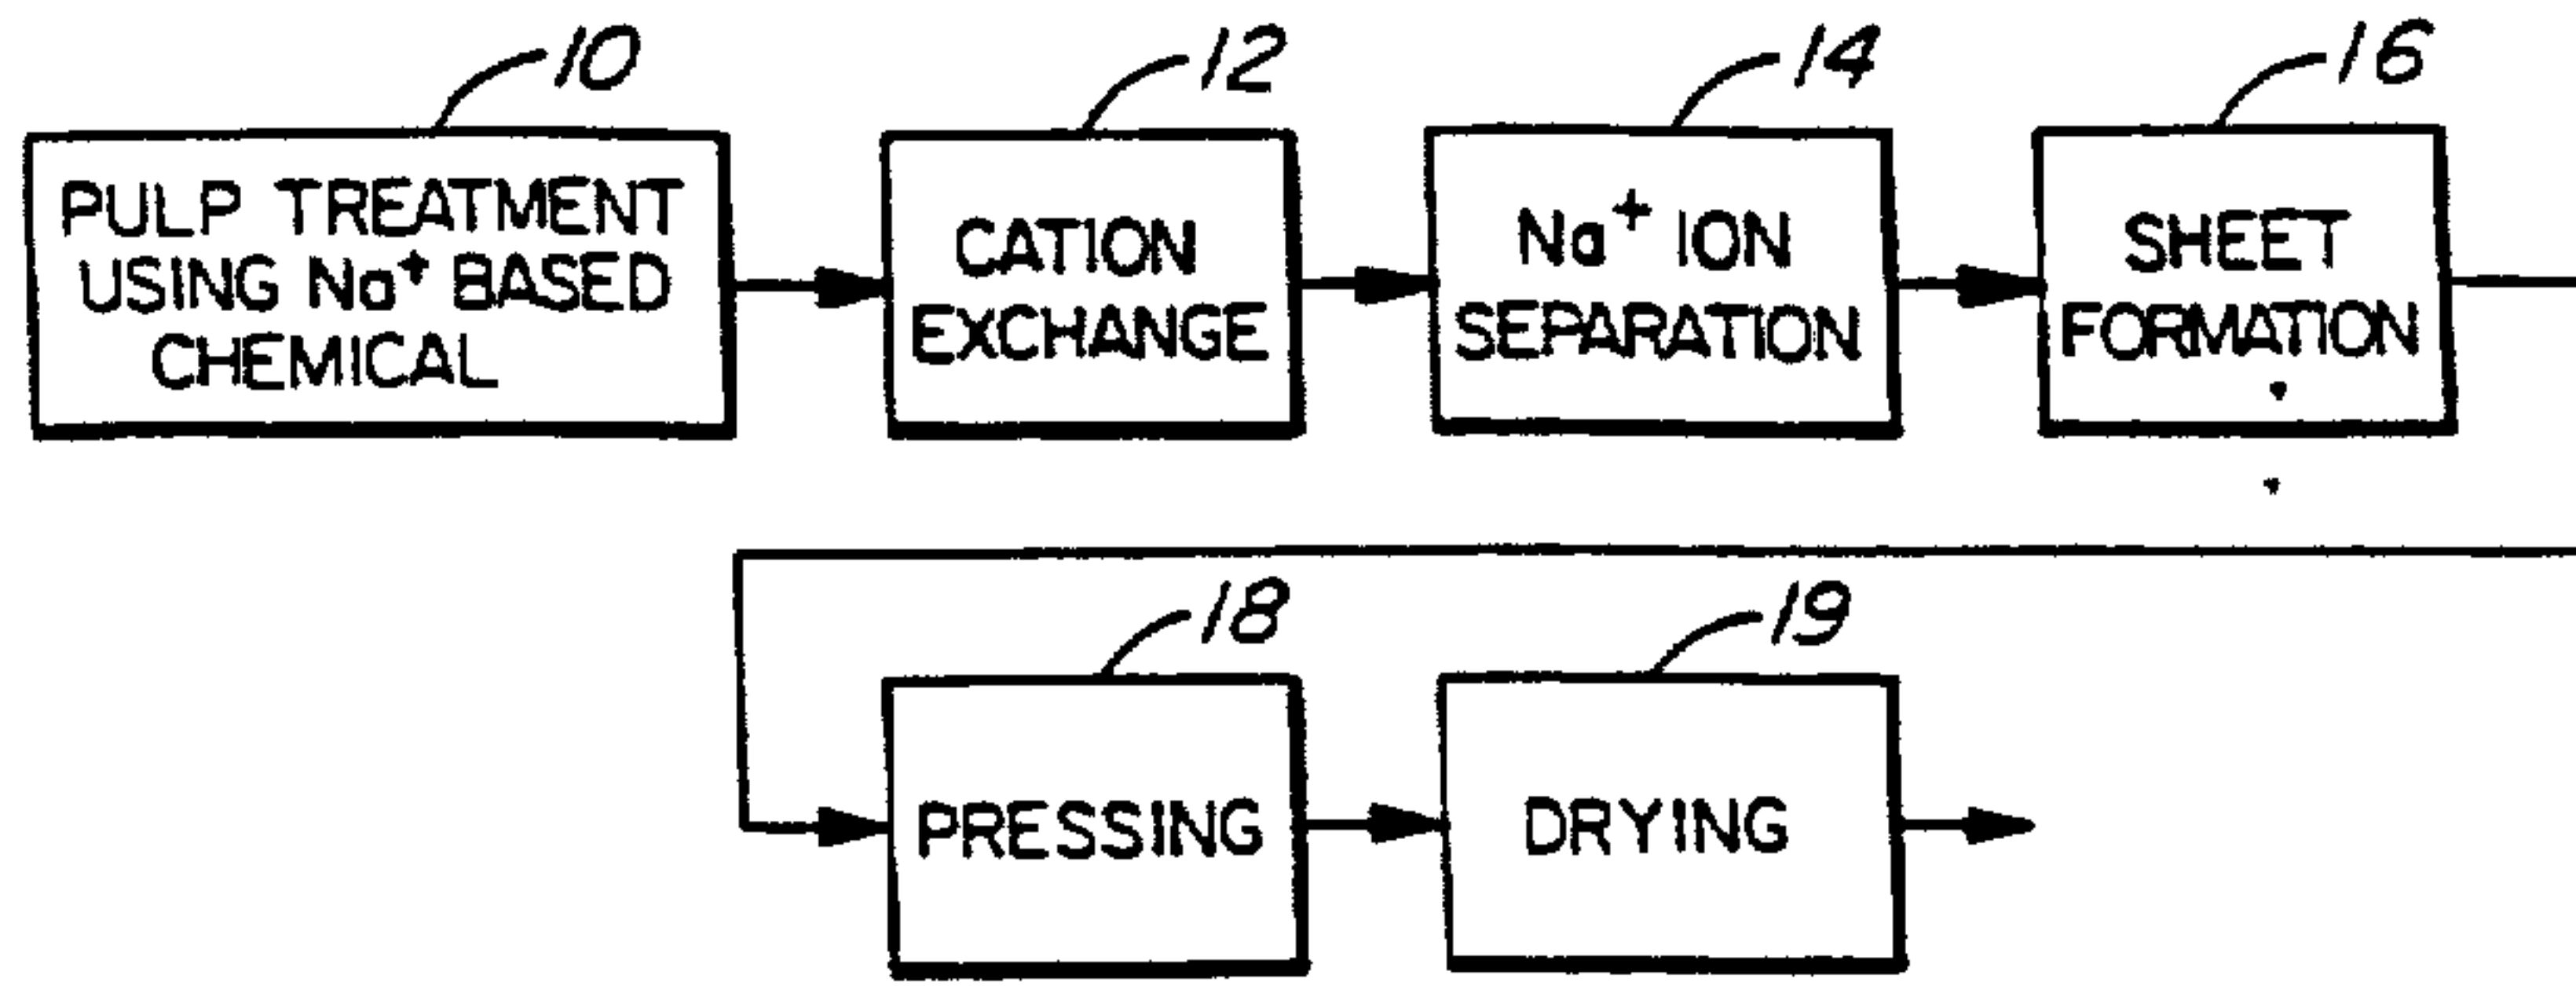 10
PULP TREATMENT
USING Na⁺ BASED
CHEMICAL
12
CATION
EXCHANGE
14
Na⁺ ION
SEPARATION
16
SHEET
FORMATION
18
PRESSING
19
DRYING